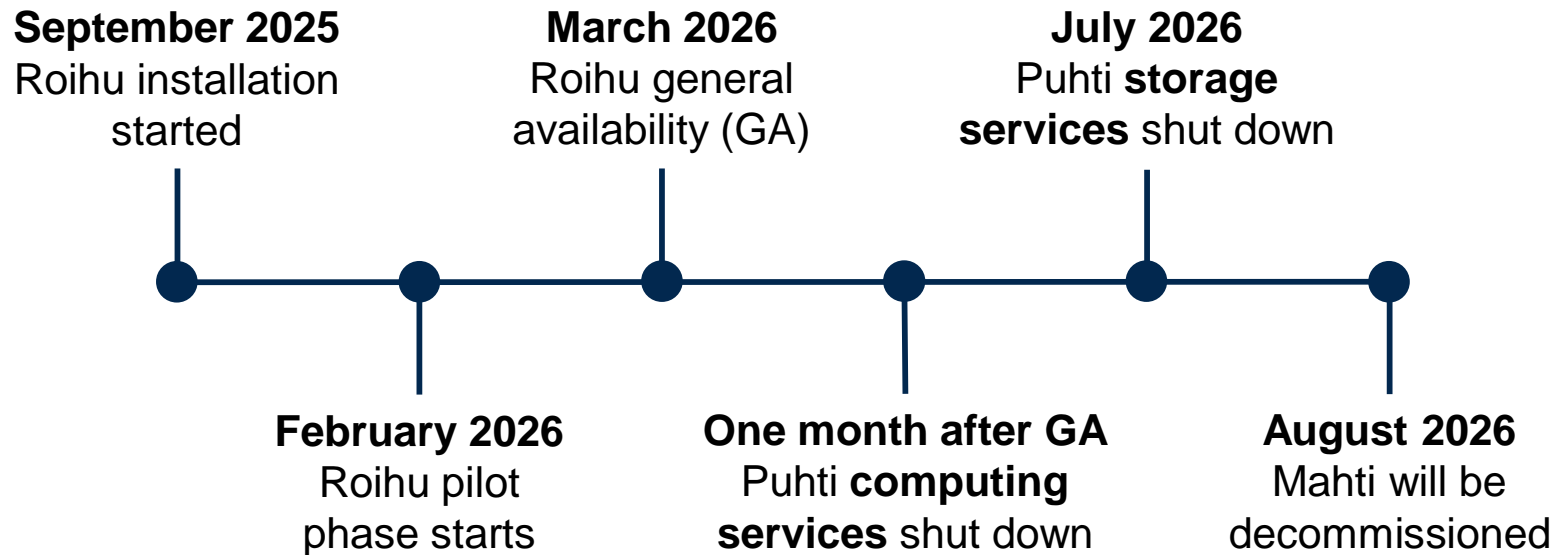 September 2025
Roihu installation
started
February 2026
Roihu pilot
phase starts
March 2026
Roihu general
availability (GA)
One month after GA
Puhti computing
services shut down
July 2026
Puhti storage
services shut down
August 2026
Mahti will be
decommissioned